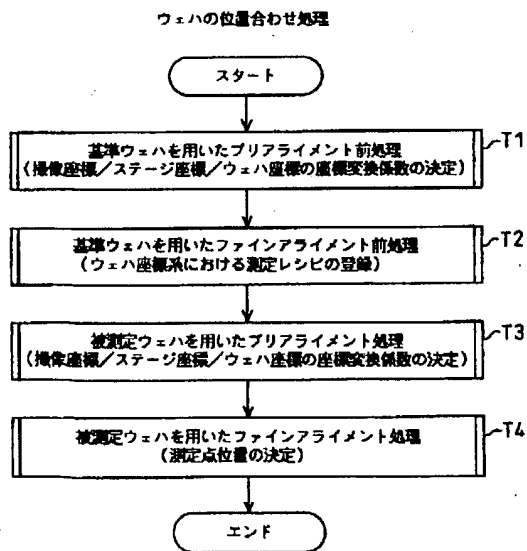 ウェハの位置合わせ処理
スタート
基準ウェハを用いたプリアライメント前処理
(撮像座標/ステージ座標/ウェハ座標の座標変換係数の決定)
T1
基準ウェハを用いたファインアライメント前処理
(ウェハ座標系における測定レシピの登録)
T2
被測定ウェハを用いたプリアライメント処理
(撮像座標/ステージ座標/ウェハ座標の座標変換係数の決定)
T3
被測定ウェハを用いたファインアライメント処理
(測定点位置の決定)
T4
エンド